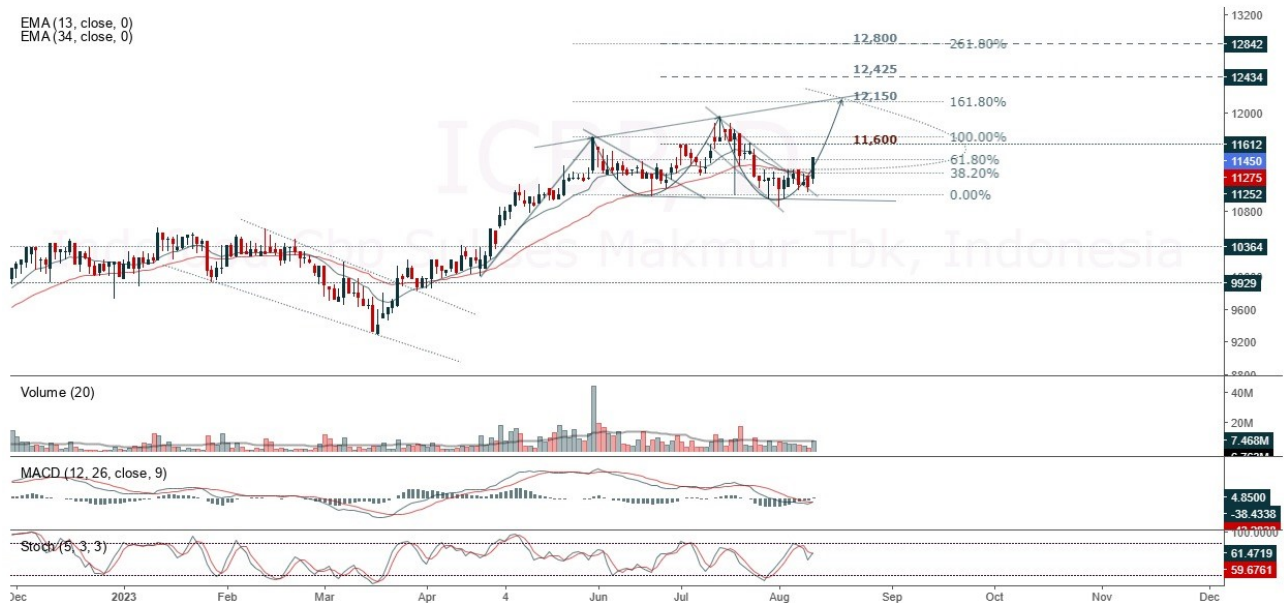 EMA (13, close, 0)
EMA (34, close, 0)
13200
12,800
261.80%
12842
12,425
12434
12,150
161.80%
12000
ICBP, D
100.00%
11,600
11612
61.80%
11450
38.20%
11275
0.00%
11252
10800
10364
Indofood Cbp Sukses Makmur Tbk, Indonesia
9929
9600
9200
8800
Volume (20)
40M
20M
7.468M
MACD (12, 26, close, 9)
4.8500
-38.4338
100.0000
Stoch (5, 3, 3)
61.4719
59.6761
Dec
2023
Feb
Mar
Apr
4
Jun
Jul
Aug
Sep
Oct
Nov
Dec